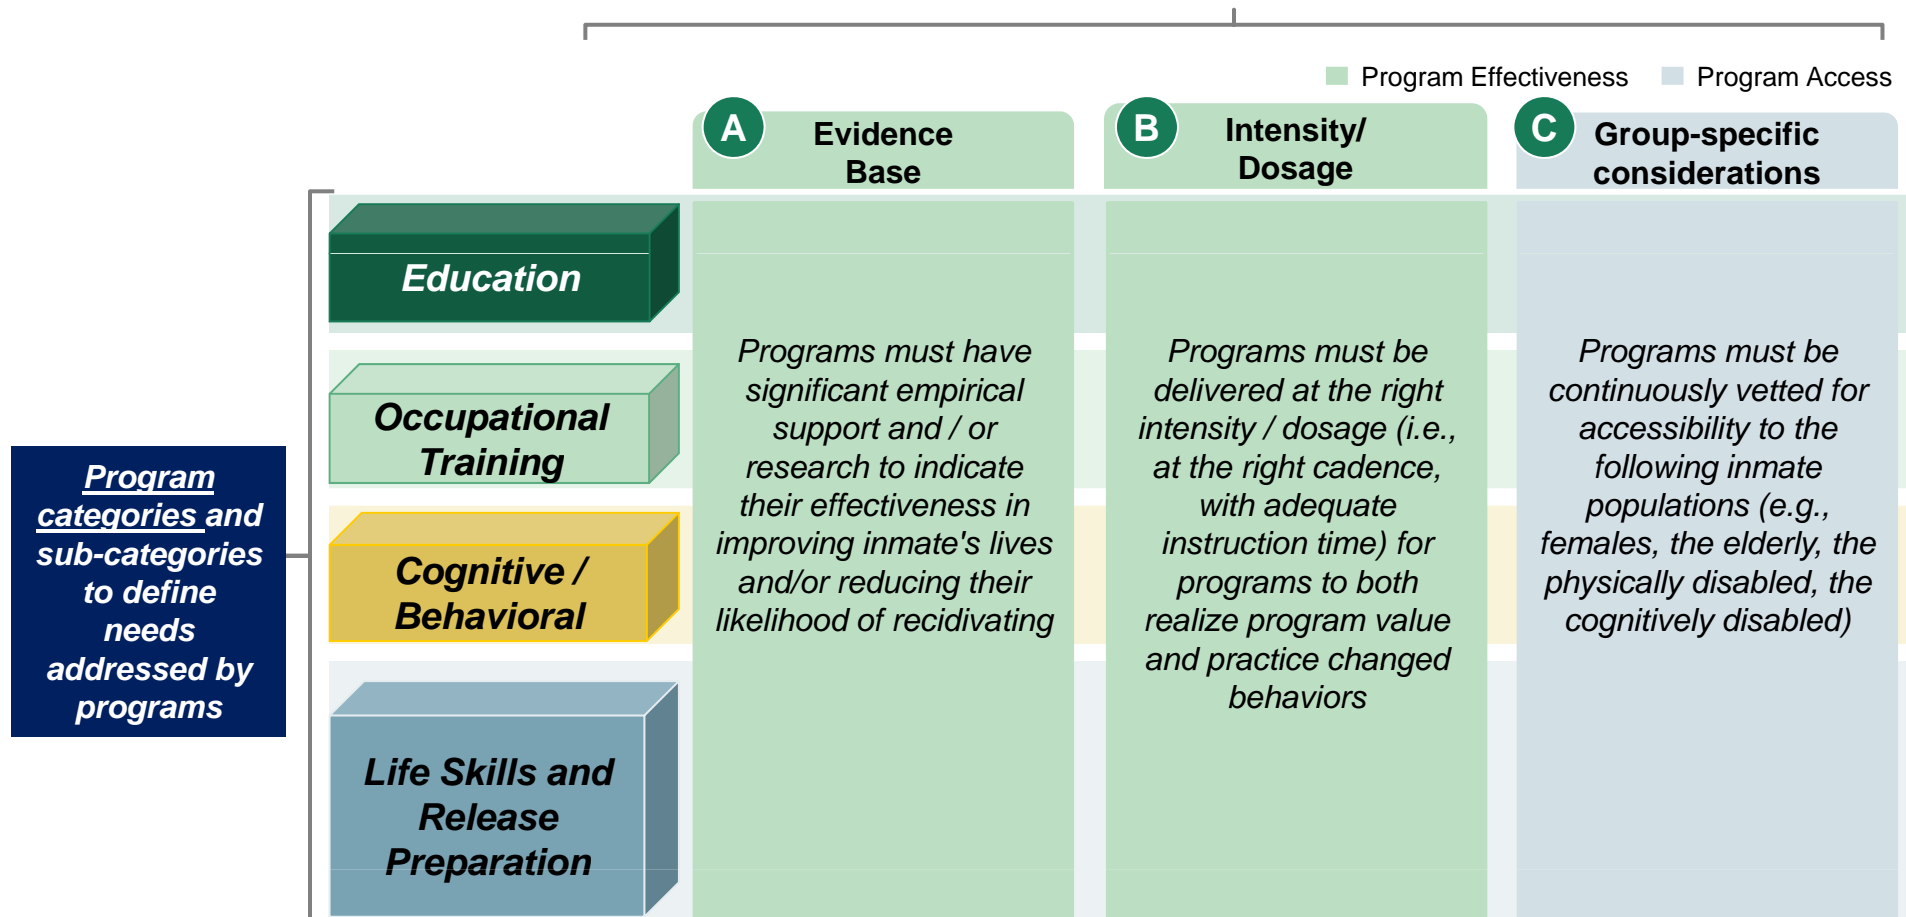 Program Effectiveness
Program Access
A
Evidence
Base
B
Intensity/
Dosage
C
Group-specific
considerations
Program
categories and
sub-categories
to define
needs
addressed by
programs
Education
Occupational
Training
Cognitive /
Behavioral
Life Skills and
Release
Preparation
Programs must have
significant empirical
support and / or
research to indicate
their effectiveness in
improving inmate's lives
and/or reducing their
likelihood of recidivating
Programs must be
delivered at the right
intensity / dosage (i.e.,
at the right cadence,
with adequate
instruction time) for
programs to both
realize program value
and practice changed
behaviors
Programs must be
continuously vetted for
accessibility to the
following inmate
populations (e.g.,
females, the elderly, the
physically disabled, the
cognitively disabled)